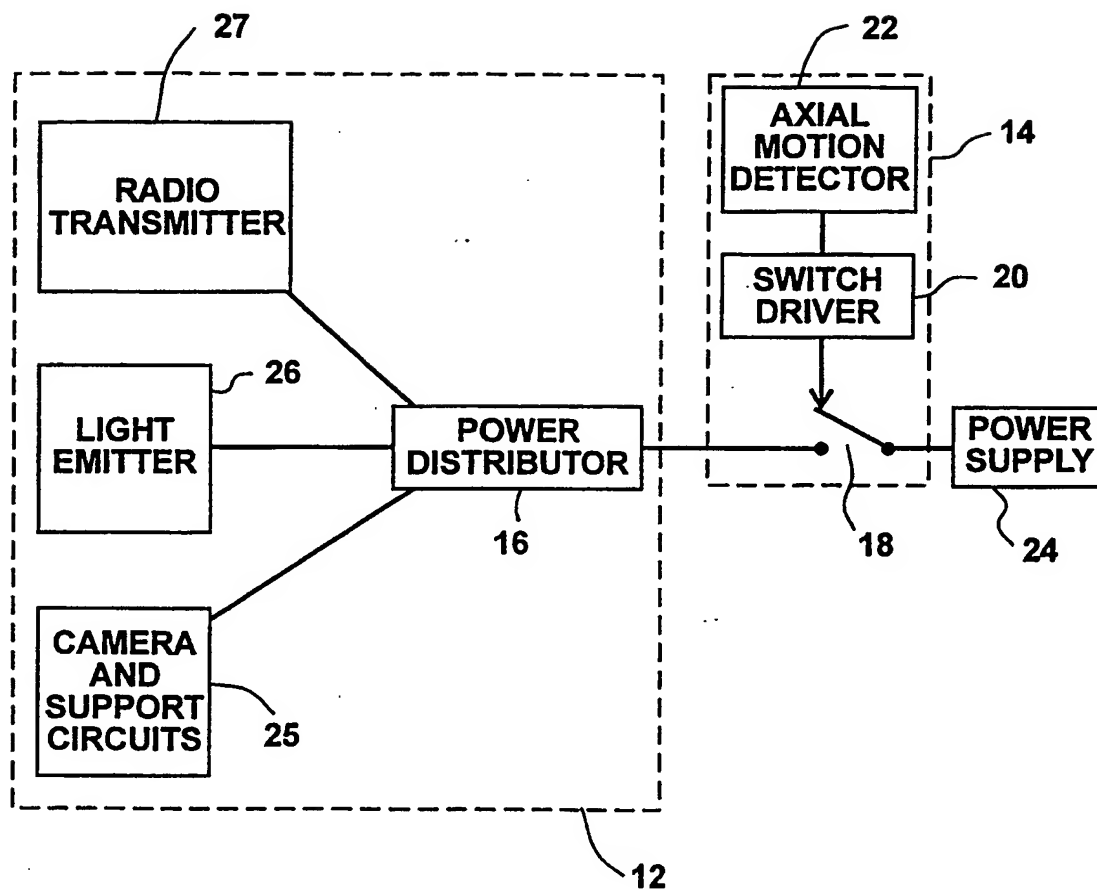 27
22
RADIO
TRANSMITTER
AXIAL
MOTION
DETECTOR
14
SWITCH
DRIVER
20
26
LIGHT
EMITTER
POWER
DISTRIBUTOR
16
18
POWER
SUPPLY
24
CAMERA
AND
SUPPORT
CIRCUITS
25
12